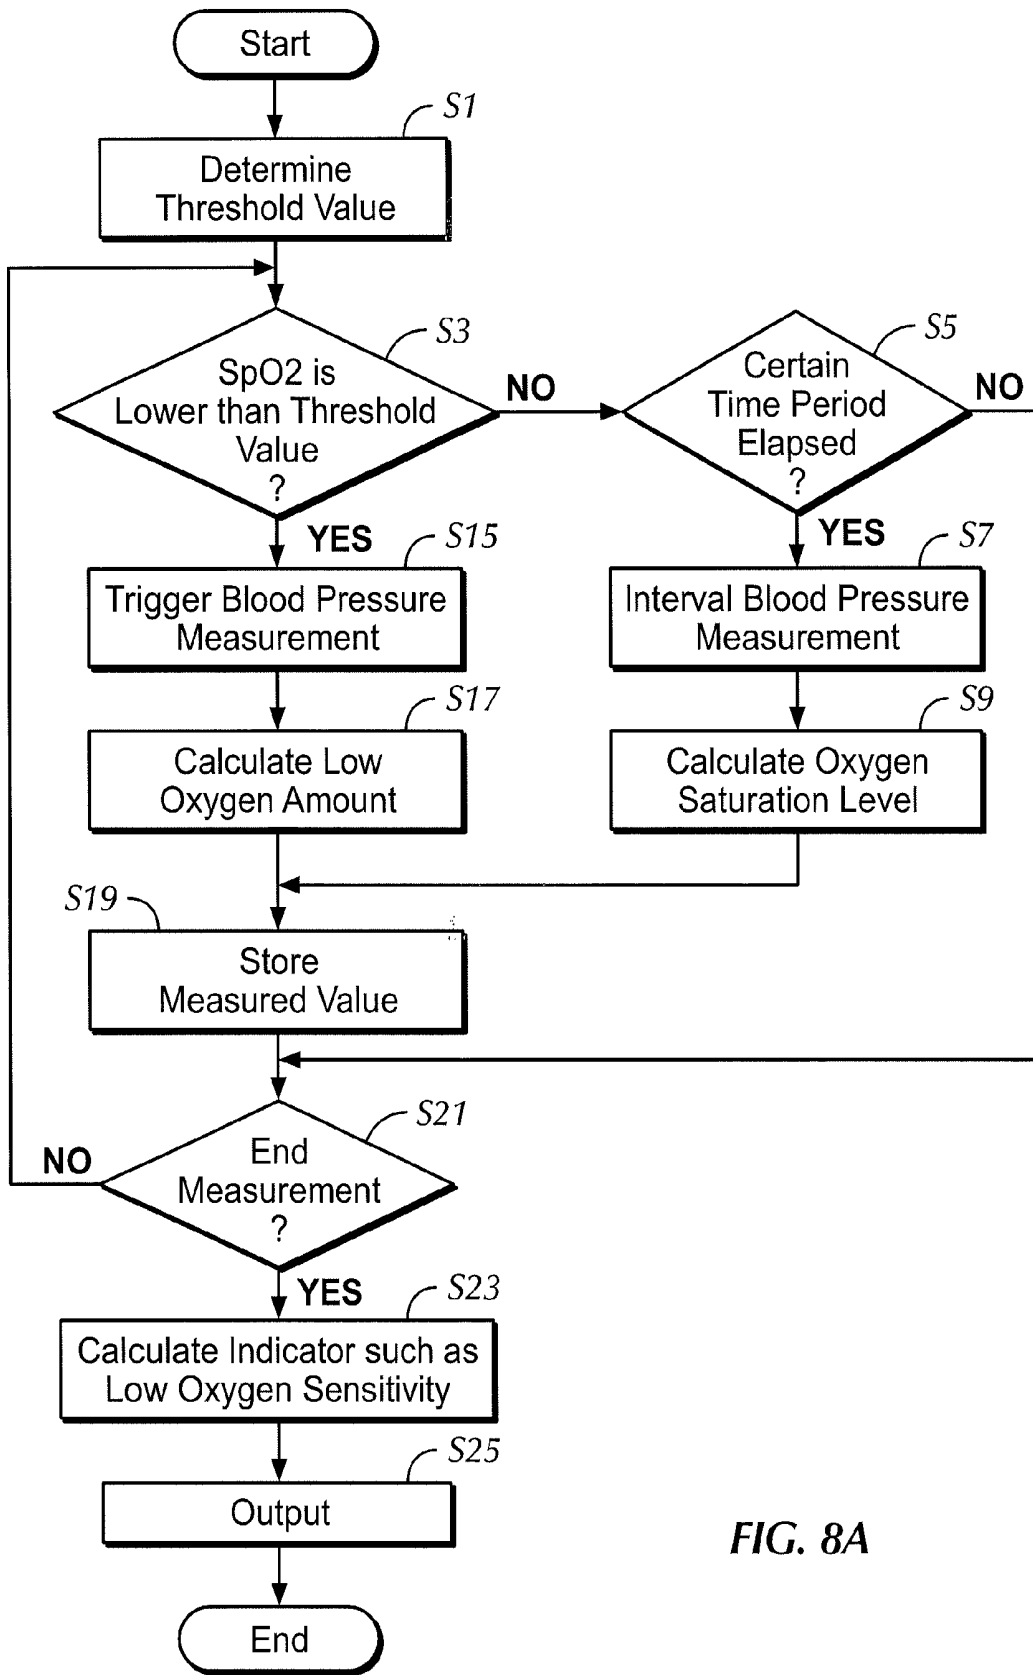 Start
S1
Determine
Threshold Value
S3
SpO2 is
Lower than Threshold
Value
?
NO
S5
Certain
Time Period
Elapsed
?
NO
YES
S15
Trigger Blood Pressure
Measurement
YES
S7
Interval Blood Pressure
Measurement
S17
Calculate Low
Oxygen Amount
S9
Calculate Oxygen
Saturation Level
S19
Store
Measured Value
S21
End
Measurement
?
NO
YES
S23
Calculate Indicator such as
Low Oxygen Sensitivity
S25
Output
FIG. 8A
End